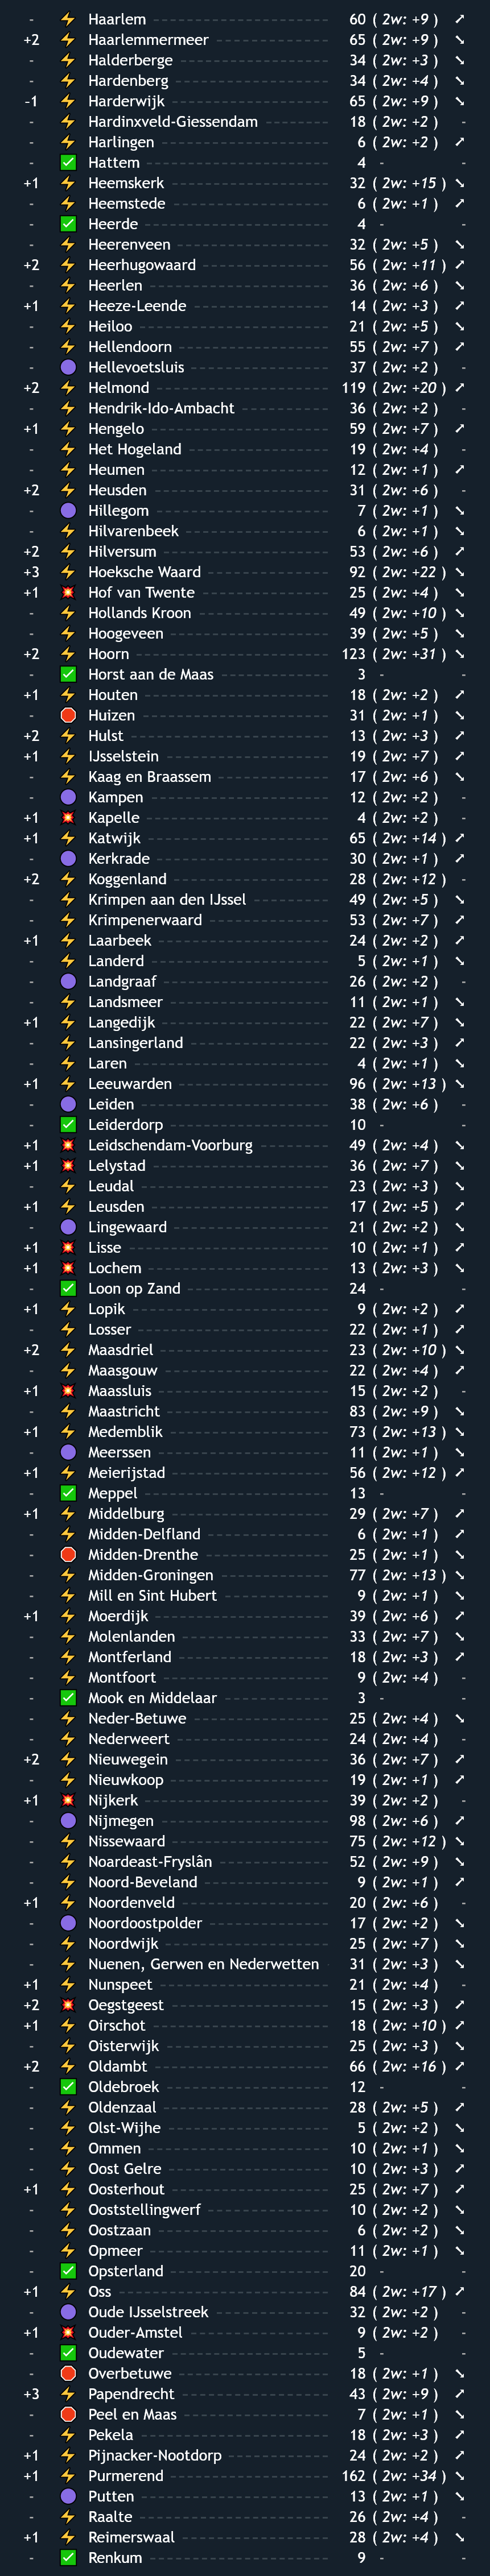 - ⚡ Haarlem 60 ( 2w: +9 ) ➚
+2 ⚡ Haarlemmermeer 65 ( 2w: +9 ) ➘
- ⚡ Halderberge 34 ( 2w: +3 ) ➘
- ⚡ Hardenberg 34 ( 2w: +4 ) ➘
-1 ⚡ Harderwijk 65 ( 2w: +9 ) ➘
- ⚡ Hardinxveld-Giessendam 18 ( 2w: +2 ) -
- ⚡ Harlingen 6 ( 2w: +2 ) ➚
- ✅ Hattem 4 - -
+1 ⚡ Heemskerk 32 ( 2w: +15 ) ➘
- ⚡ Heemstede 6 ( 2w: +1 ) ➚
- ✅ Heerde 4 - -
- ⚡ Heerenveen 32 ( 2w: +5 ) ➘
+2 ⚡ Heerhugowaard 56 ( 2w: +11 ) ➚
- ⚡ Heerlen 36 ( 2w: +6 ) ➘
+1 ⚡ Heeze-Leende 14 ( 2w: +3 ) ➚
- ⚡ Heiloo 21 ( 2w: +5 ) ➘
- ⚡ Hellendoorn 55 ( 2w: +7 ) ➚
- 🟣 Hellevoetsluis 37 ( 2w: +2 ) -
+2 ⚡ Helmond 119 ( 2w: +20 ) ➚
- ⚡ Hendrik-Ido-Ambacht 36 ( 2w: +2 ) -
+1 ⚡ Hengelo 59 ( 2w: +7 ) ➚
- ⚡ Het Hogeland 19 ( 2w: +4 ) -
- ⚡ Heumen 12 ( 2w: +1 ) ➚
+2 ⚡ Heusden 31 ( 2w: +6 ) -
- 🟣 Hillegom 7 ( 2w: +1 ) ➘
- ⚡ Hilvarenbeek 6 ( 2w: +1 ) ➘
+2 ⚡ Hilversum 53 ( 2w: +6 ) ➚
+3 ⚡ Hoeksche Waard 92 ( 2w: +22 ) ➘
+1 💥 Hof van Twente 25 ( 2w: +4 ) ➘
- ⚡ Hollands Kroon 49 ( 2w: +10 ) ➘
- ⚡ Hoogeveen 39 ( 2w: +5 ) ➘
+2 ⚡ Hoorn 123 ( 2w: +31 ) ➘
- ✅ Horst aan de Maas 3 - -
+1 ⚡ Houten 18 ( 2w: +2 ) ➚
- 🛑 Huizen 31 ( 2w: +1 ) ➘
+2 ⚡ Hulst 13 ( 2w: +3 ) ➚
+1 ⚡ IJsselstein 19 ( 2w: +7 ) ➚
- ⚡ Kaag en Braassem 17 ( 2w: +6 ) ➘
- 🟣 Kampen 12 ( 2w: +2 ) -
+1 💥 Kapelle 4 ( 2w: +2 ) -
+1 ⚡ Katwijk 65 ( 2w: +14 ) ➚
- 🟣 Kerkrade 30 ( 2w: +1 ) ➚
+2 ⚡ Koggenland 28 ( 2w: +12 ) -
- ⚡ Krimpen aan den IJssel 49 ( 2w: +5 ) ➘
- ⚡ Krimpenerwaard 53 ( 2w: +7 ) ➚
+1 ⚡ Laarbeek 24 ( 2w: +2 ) ➚
- ⚡ Landerd 5 ( 2w: +1 ) ➘
- 🟣 Landgraaf 26 ( 2w: +2 ) -
- ⚡ Landsmeer 11 ( 2w: +1 ) ➘
+1 ⚡ Langedijk 22 ( 2w: +7 ) ➘
- ⚡ Lansingerland 22 ( 2w: +3 ) ➚
- ⚡ Laren 4 ( 2w: +1 ) ➘
+1 ⚡ Leeuwarden 96 ( 2w: +13 ) ➘
- 🟣 Leiden 38 ( 2w: +6 ) -
- ✅ Leiderdorp 10 - -
+1 💥 Leidschendam-Voorburg 49 ( 2w: +4 ) ➘
+1 💥 Lelystad 36 ( 2w: +7 ) ➘
- ⚡ Leudal 23 ( 2w: +3 ) ➘
+1 ⚡ Leusden 17 ( 2w: +5 ) ➚
- 🟣 Lingewaard 21 ( 2w: +2 ) ➘
+1 💥 Lisse 10 ( 2w: +1 ) ➚
+1 💥 Lochem 13 ( 2w: +3 ) ➘
- ✅ Loon op Zand 24 - -
+1 ⚡ Lopik 9 ( 2w: +2 ) ➚
- ⚡ Losser 22 ( 2w: +1 ) ➚
+2 ⚡ Maasdriel 23 ( 2w: +10 ) ➘
- ⚡ Maasgouw 22 ( 2w: +4 ) ➚
+1 💥 Maassluis 15 ( 2w: +2 ) -
- ⚡ Maastricht 83 ( 2w: +9 ) ➘
+1 ⚡ Medemblik 73 ( 2w: +13 ) ➘
- 🟣 Meerssen 11 ( 2w: +1 ) ➘
+1 ⚡ Meierijstad 56 ( 2w: +12 ) ➚
- ✅ Meppel 13 - -
+1 ⚡ Middelburg 29 ( 2w: +7 ) ➚
- ⚡ Midden-Delfland 6 ( 2w: +1 ) ➚
- 🛑 Midden-Drenthe 25 ( 2w: +1 ) ➘
- ⚡ Midden-Groningen 77 ( 2w: +13 ) ➘
- ⚡ Mill en Sint Hubert 9 ( 2w: +1 ) ➘
+1 ⚡ Moerdijk 39 ( 2w: +6 ) ➚
- ⚡ Molenlanden 33 ( 2w: +7 ) ➘
- ⚡ Montferland 18 ( 2w: +3 ) ➚
- ⚡ Montfoort 9 ( 2w: +4 ) -
- ✅ Mook en Middelaar 3 - -
- ⚡ Neder-Betuwe 25 ( 2w: +4 ) ➘
- ⚡ Nederweert 24 ( 2w: +4 ) -
+2 ⚡ Nieuwegein 36 ( 2w: +7 ) ➚
- ⚡ Nieuwkoop 19 ( 2w: +1 ) ➚
+1 💥 Nijkerk 39 ( 2w: +2 ) -
- 🟣 Nijmegen 98 ( 2w: +6 ) ➚
- ⚡ Nissewaard 75 ( 2w: +12 ) ➘
- ⚡ Noardeast-Fryslân 52 ( 2w: +9 ) ➘
- ⚡ Noord-Beveland 9 ( 2w: +1 ) ➚
+1 ⚡ Noordenveld 20 ( 2w: +6 ) -
- 🟣 Noordoostpolder 17 ( 2w: +2 ) ➘
- ⚡ Noordwijk 25 ( 2w: +7 ) ➘
- ⚡ Nuenen, Gerwen en Nederwetten 31 ( 2w: +3 ) ➘
+1 ⚡ Nunspeet 21 ( 2w: +4 ) -
+2 💥 Oegstgeest 15 ( 2w: +3 ) ➚
+1 ⚡ Oirschot 18 ( 2w: +10 ) ➚
- ⚡ Oisterwijk 25 ( 2w: +3 ) ➘
+2 ⚡ Oldambt 66 ( 2w: +16 ) ➚
- ✅ Oldebroek 12 - -
- ⚡ Oldenzaal 28 ( 2w: +5 ) ➚
- ⚡ Olst-Wijhe 5 ( 2w: +2 ) ➘
- ⚡ Ommen 10 ( 2w: +1 ) ➘
- ⚡ Oost Gelre 10 ( 2w: +3 ) ➚
+1 ⚡ Oosterhout 25 ( 2w: +7 ) ➚
- ⚡ Ooststellingwerf 10 ( 2w: +2 ) ➘
- ⚡ Oostzaan 6 ( 2w: +2 ) ➘
- ⚡ Opmeer 11 ( 2w: +1 ) ➘
- ✅ Opsterland 20 - -
+1 ⚡ Oss 84 ( 2w: +17 ) ➚
- 🟣 Oude IJsselstreek 32 ( 2w: +2 ) -
+1 💥 Ouder-Amstel 9 ( 2w: +2 ) -
- ✅ Oudewater 5 - -
- 🛑 Overbetuwe 18 ( 2w: +1 ) ➘
+3 ⚡ Papendrecht 43 ( 2w: +9 ) ➚
- 🛑 Peel en Maas 7 ( 2w: +1 ) ➘
- ⚡ Pekela 18 ( 2w: +3 ) ➚
+1 ⚡ Pijnacker-Nootdorp 24 ( 2w: +2 ) ➚
+1 ⚡ Purmerend 162 ( 2w: +34 ) ➘
- 🟣 Putten 13 ( 2w: +1 ) ➘
- ⚡ Raalte 26 ( 2w: +4 ) -
+1 ⚡ Reimerswaal 28 ( 2w: +4 ) ➘
- ✅ Renkum 9 - -